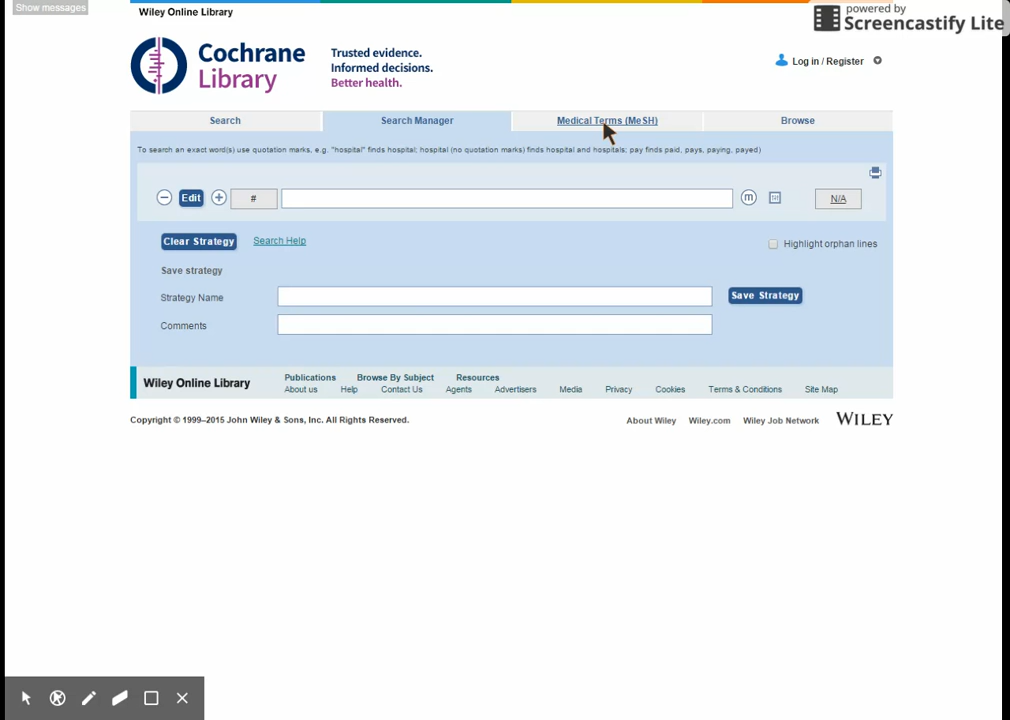 Show messages
Wiley Online Library
powered by
Screencastify Lite
Cochrane
Library
Trusted evidence.
Informed decisions.
Better health.
Log in / Register
Search
Search Manager
Medical Terms (MeSH)
Browse
To search an exact word(s) use quotation marks, e.g. "hospital" finds hospital; hospital (no quotation marks) finds hospital and hospitals; pay finds paid, pays, paying, payed)
Edit
#
m
N/A
Clear Strategy
Search Help
Highlight orphan lines
Save strategy
Strategy Name
Save Strategy
Comments
Wiley Online Library
Publications Browse By Subject Resources
About us Help Contact Us Agents Advertisers Media Privacy Cookies Terms & Conditions Site Map
Copyright © 1999–2015 John Wiley & Sons, Inc. All Rights Reserved.
About Wiley Wiley.com Wiley Job Network WILEY